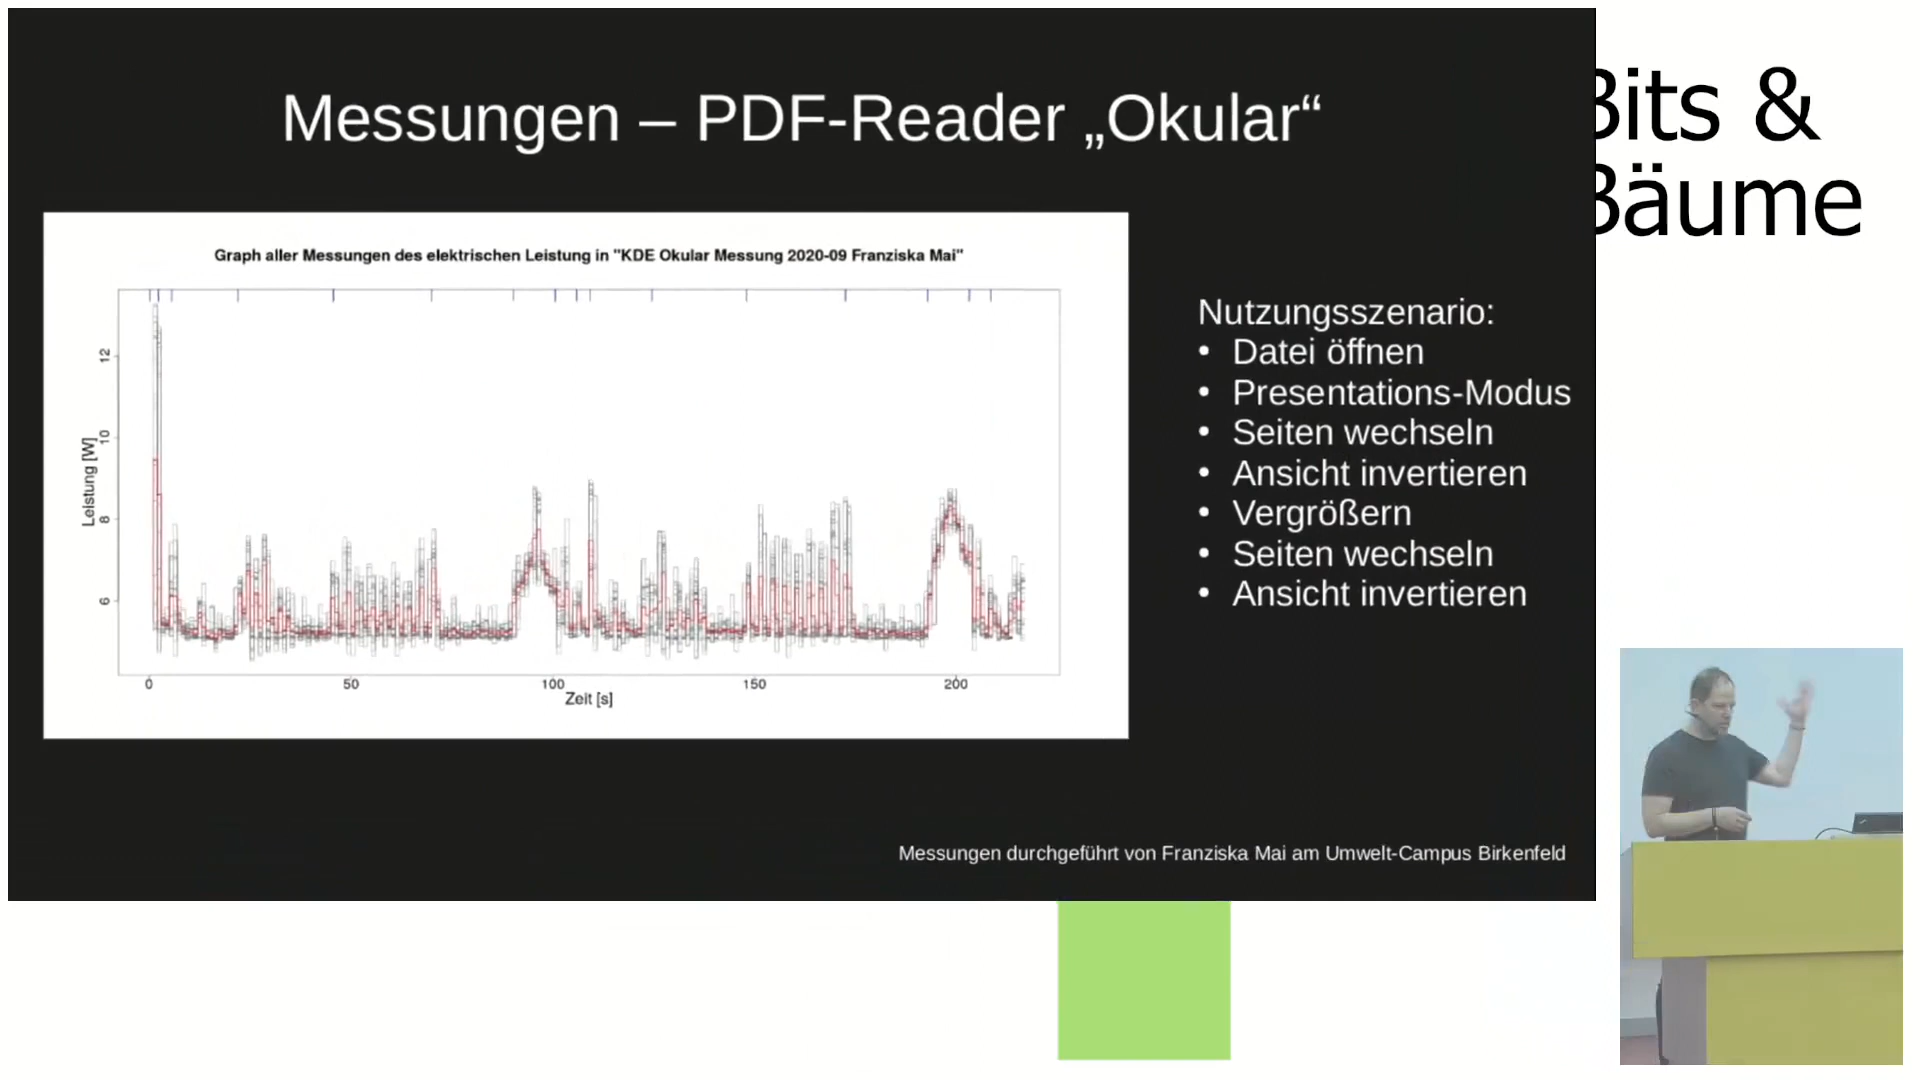 Messungen – PDF-Reader „Okular“
Bits &
Bäume
Graph aller Messungen des elektrischen Leistung in "KDE Okular Messung 2020-09 Franziska Mai"
Leistung [W]
12
10
8
6
0
50
100
150
200
Zeit [s]
Nutzungsszenario:
• Datei öffnen
• Presentations-Modus
• Seiten wechseln
• Ansicht invertieren
• Vergrößern
• Seiten wechseln
• Ansicht invertieren
Messungen durchgeführt von Franziska Mai am Umwelt-Campus Birkenfeld